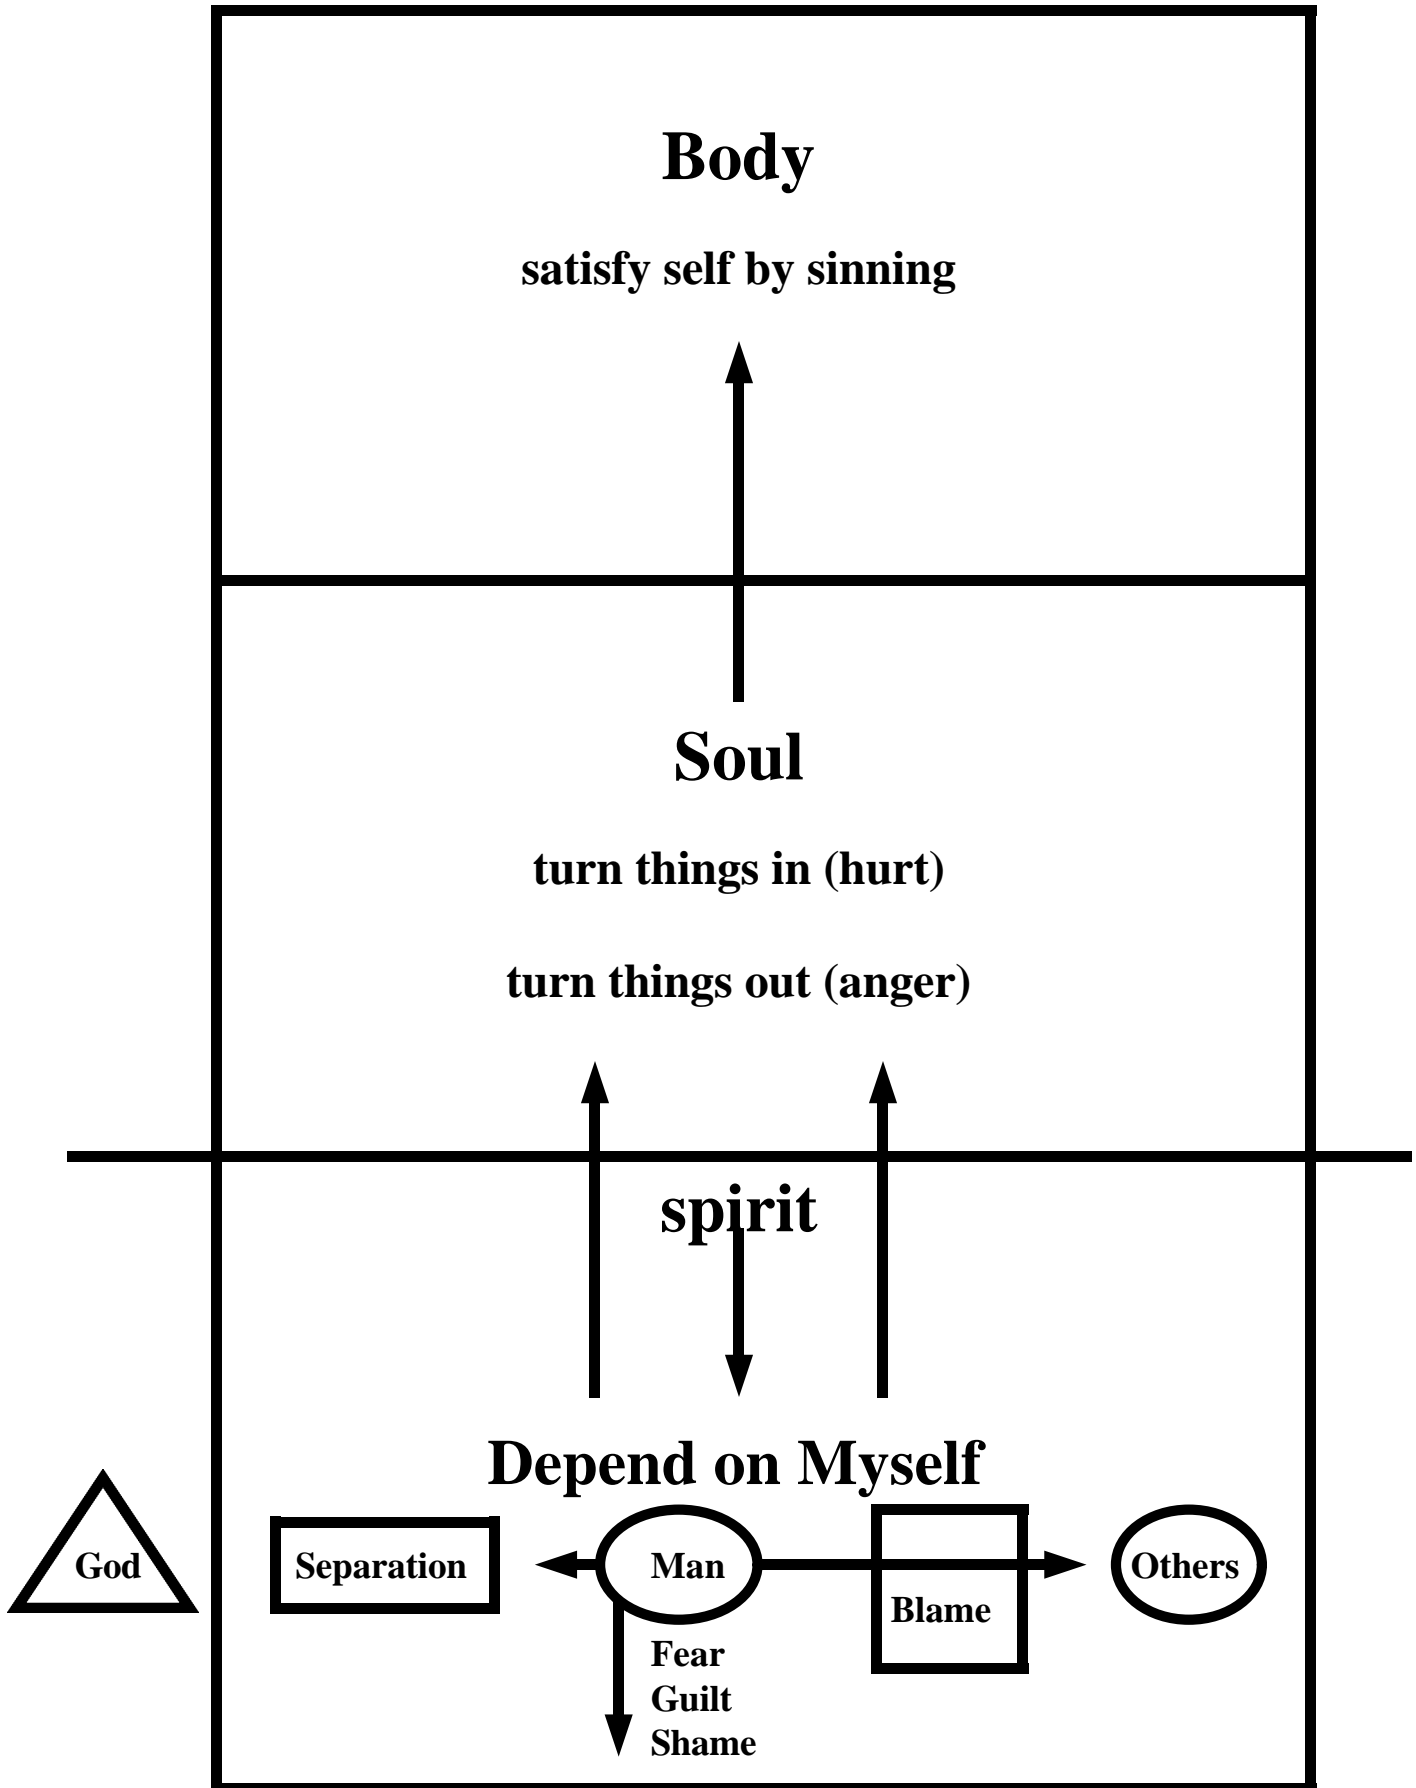 Body
satisfy self by sinning
Soul
turn things in (hurt)
turn things out (anger)
spirit
Depend on Myself
God
Separation
Man
Others
Blame
Fear
Guilt
Shame